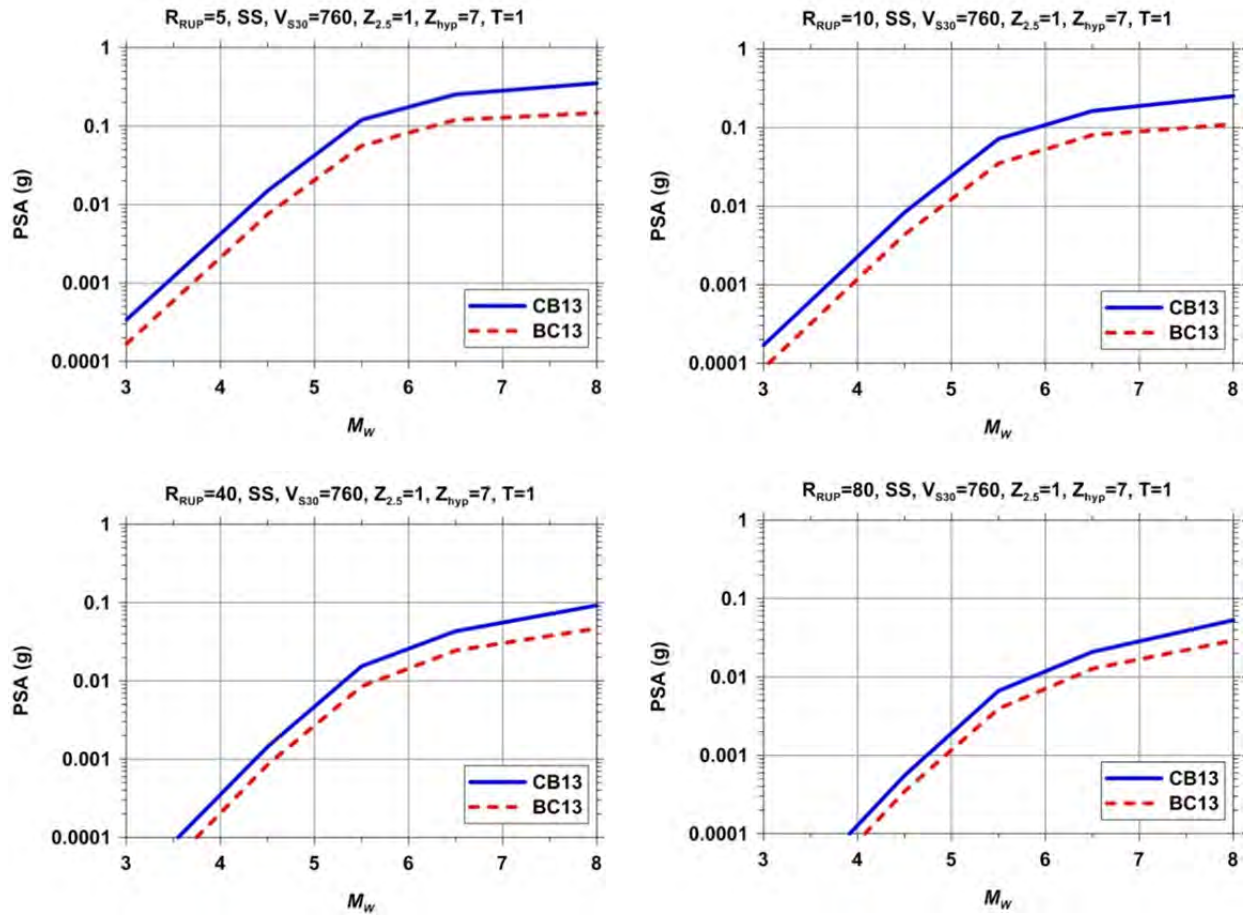 R_RUP=5, SS, V_S30=760, Z_2.5=1, Z_hyp=7, T=1
1
0.1
0.01
0.001
0.0001
PSA (g)
CB13
BC13
3 4 5 6 7 8
M_W
R_RUP=10, SS, V_S30=760, Z_2.5=1, Z_hyp=7, T=1
1
0.1
0.01
0.001
0.0001
PSA (g)
CB13
BC13
3 4 5 6 7 8
M_W
R_RUP=40, SS, V_S30=760, Z_2.5=1, Z_hyp=7, T=1
1
0.1
0.01
0.001
0.0001
PSA (g)
CB13
BC13
3 4 5 6 7 8
M_W
R_RUP=80, SS, V_S30=760, Z_2.5=1, Z_hyp=7, T=1
1
0.1
0.01
0.001
0.0001
PSA (g)
CB13
BC13
3 4 5 6 7 8
M_W